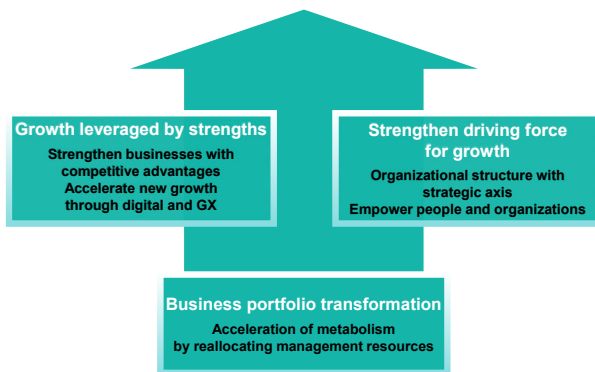 Growth leveraged by strengths
Strengthen businesses with
competitive advantages
Accelerate new growth
through digital and GX
Strengthen driving force
for growth
Organizational structure with
strategic axis
Empower people and organizations
Business portfolio transformation
Acceleration of metabolism
by reallocating management resources